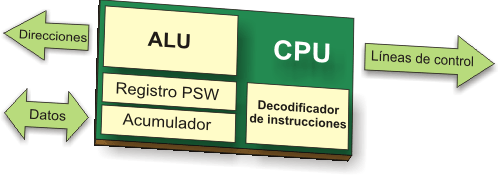 Direcciones
ALU
CPU
Líneas de control
Registro PSW
Acumulador
Datos
Decodificador
de instrucciones